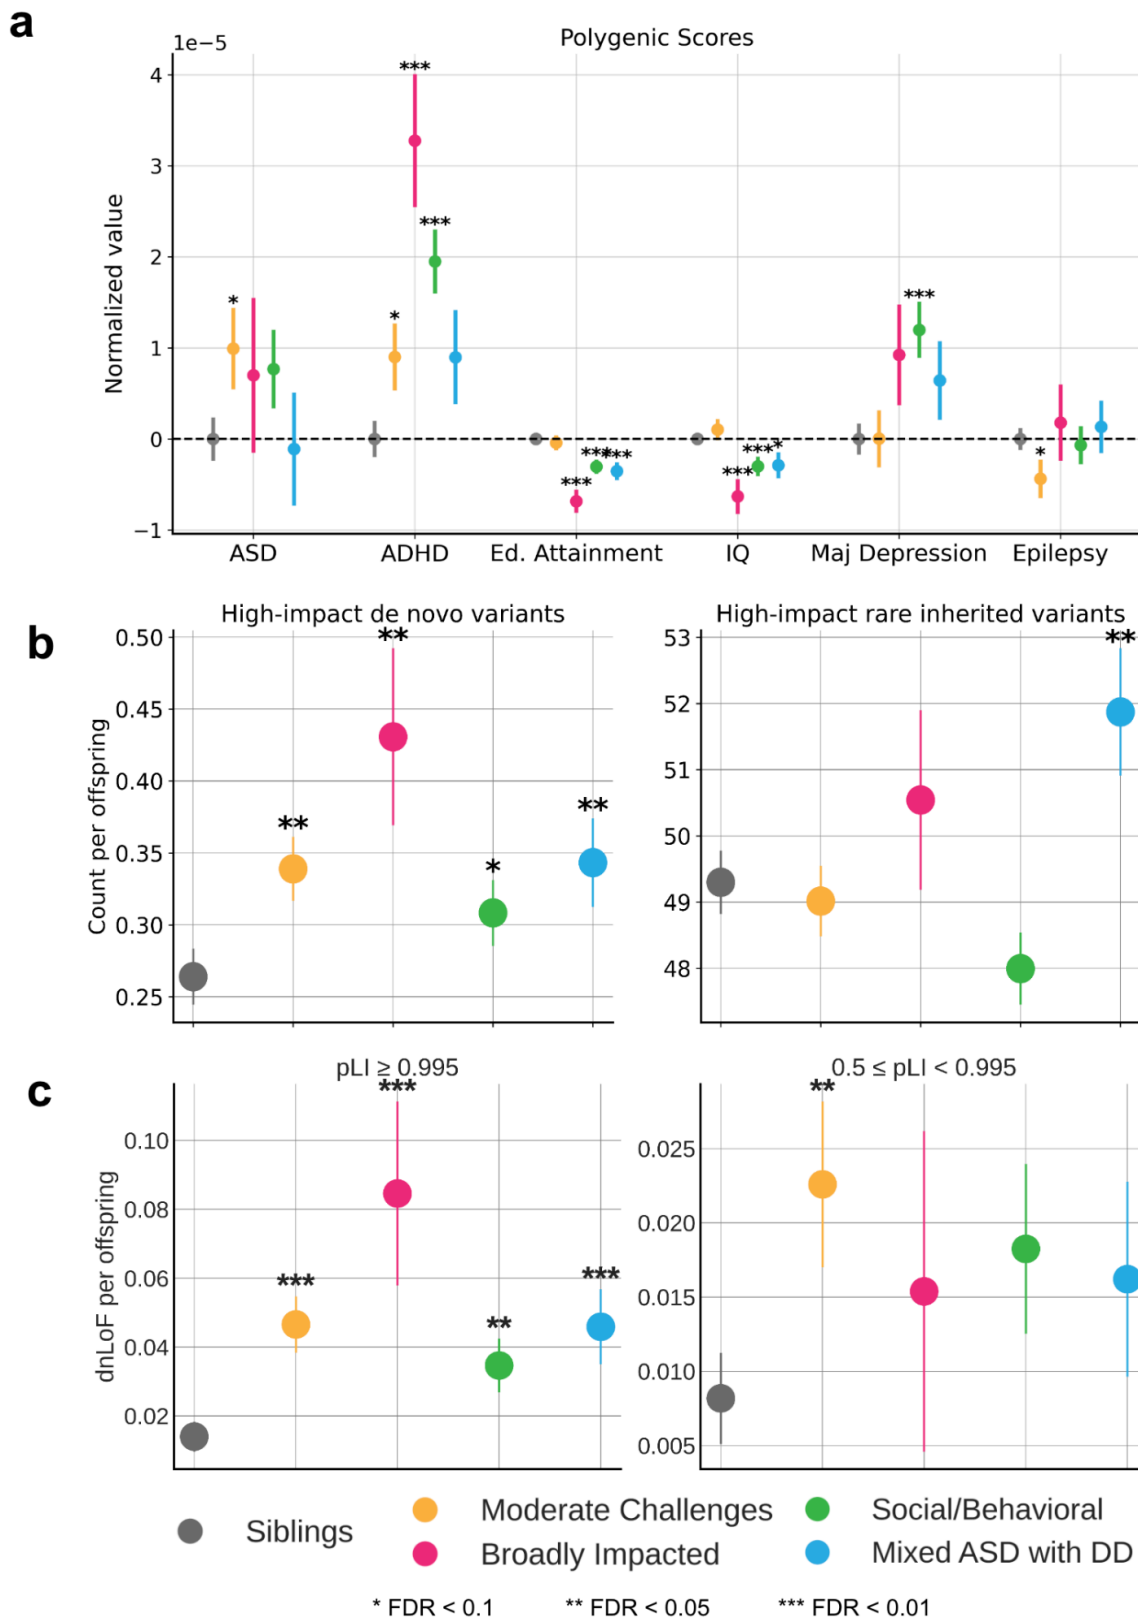 a
1e−5
Polygenic Scores
Normalized value
4
3
2
1
0
−1
*
***
*
***
***
***
***
***
***
*
***
*
ASD
ADHD
Ed. Attainment
IQ
Maj Depression
Epilepsy
b
High-impact de novo variants
High-impact rare inherited variants
Count per offspring
0.50
0.45
0.40
0.35
0.30
0.25
**
**
*
**
53
52
51
50
49
48
**
c
pLI ≥ 0.995
0.5 ≤ pLI < 0.995
dnLoF per offspring
0.10
0.08
0.06
0.04
0.02
***
***
**
***
0.025
0.020
0.015
0.010
0.005
**
Siblings
Moderate Challenges
Social/Behavioral
Broadly Impacted
Mixed ASD with DD
* FDR < 0.1
** FDR < 0.05
*** FDR < 0.01